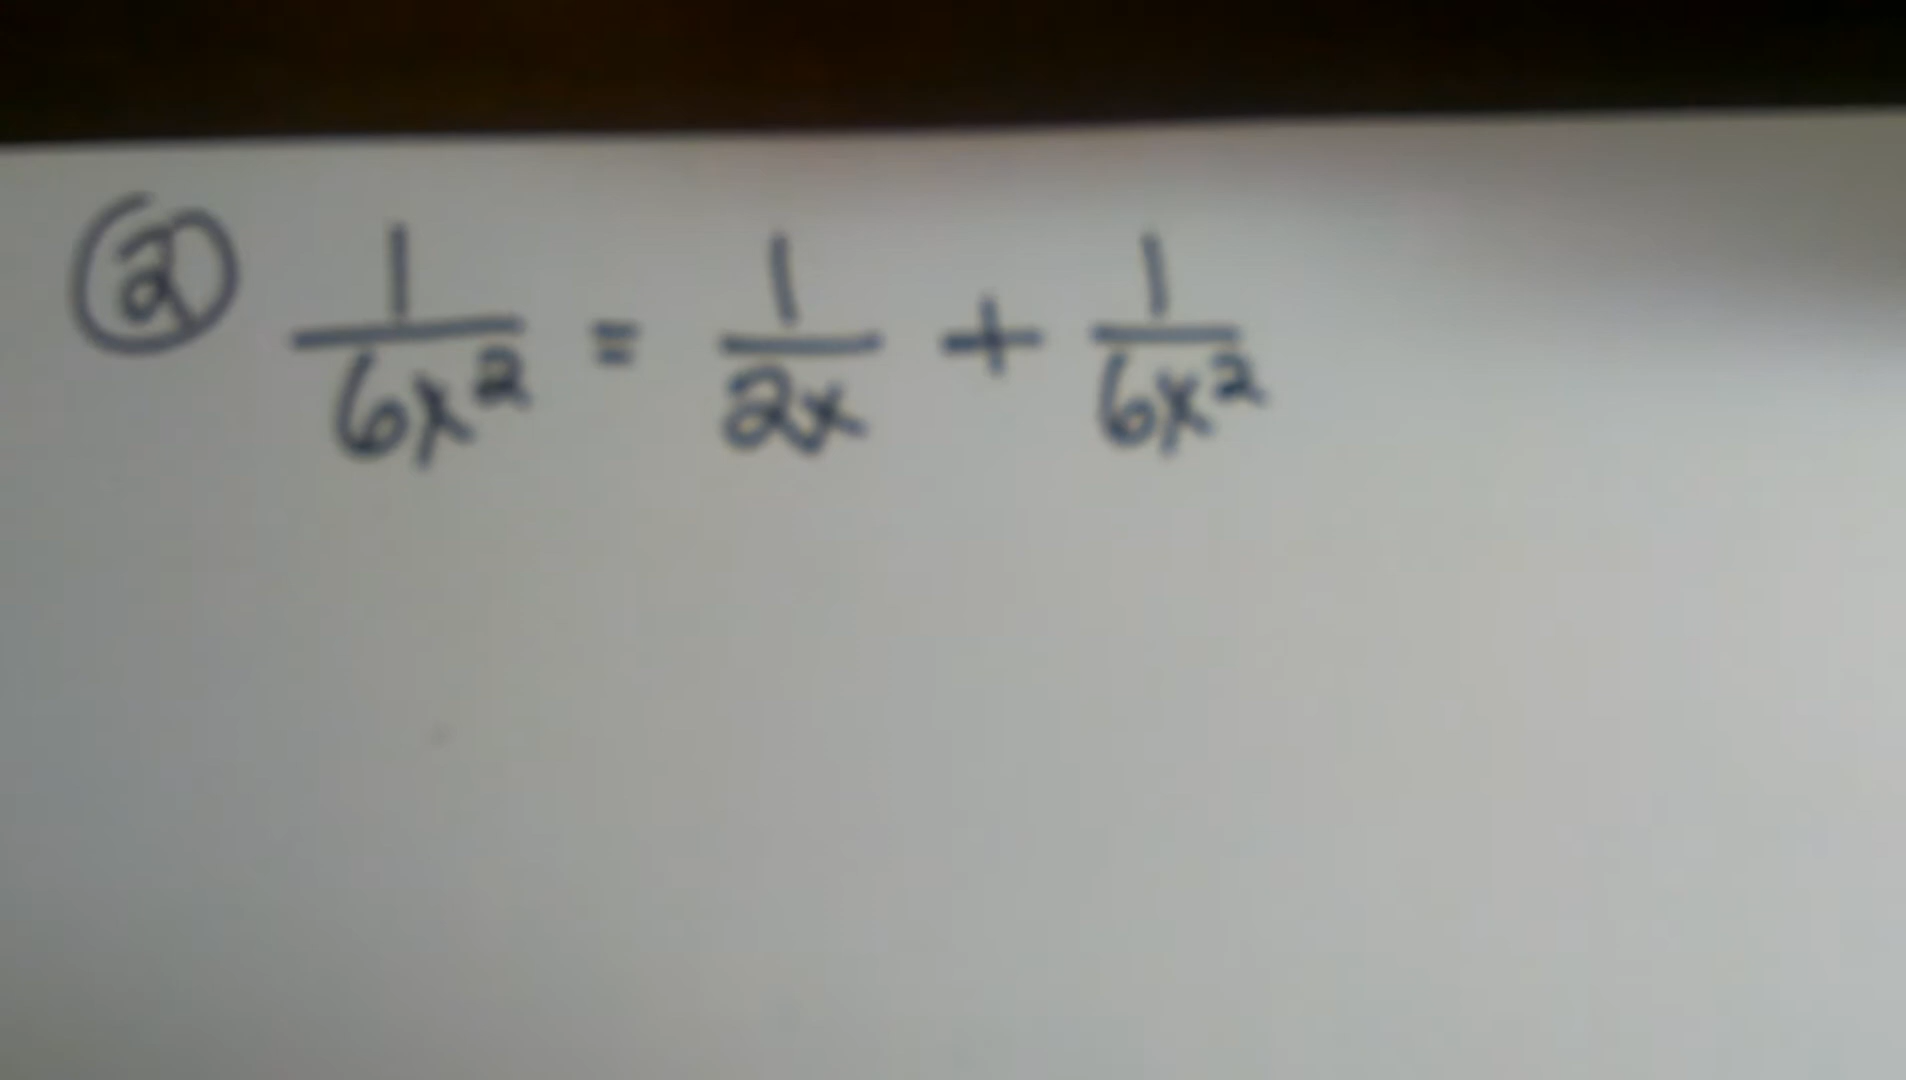 ② 1/6x² = 1/2x + 1/6x²